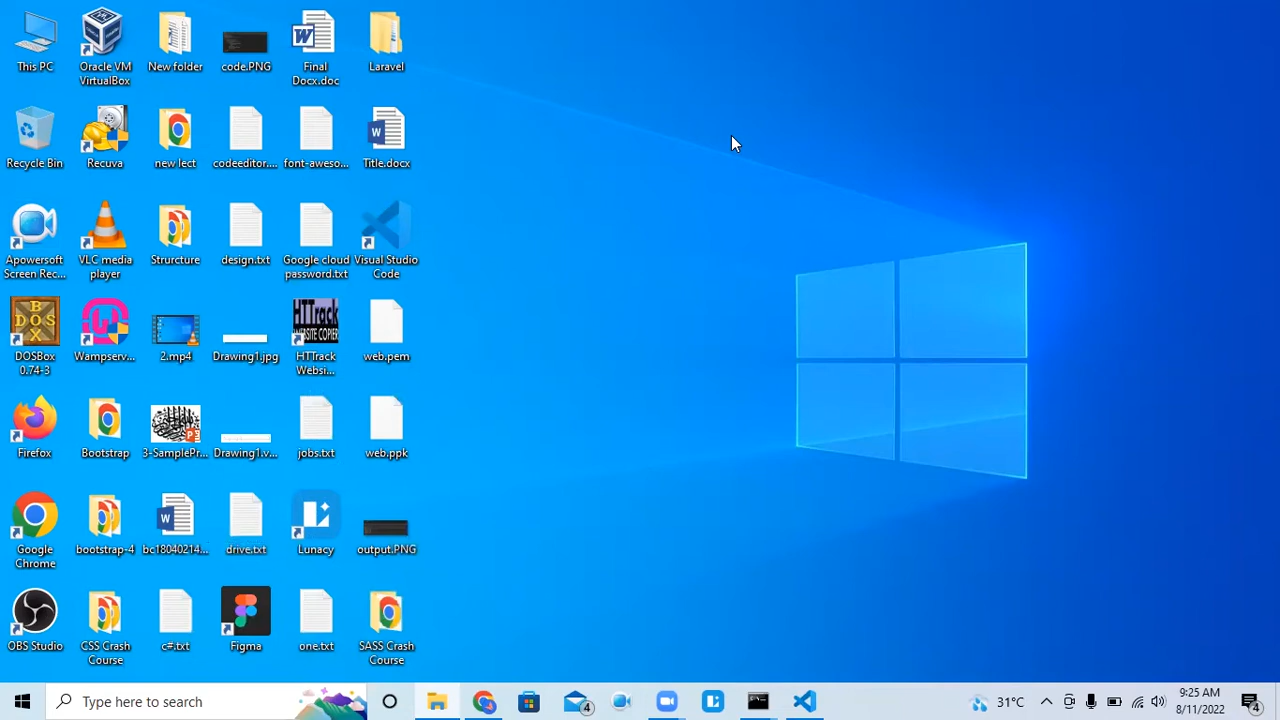 This PC
Oracle VM
VirtualBox
New folder
code.PNG
Final
Docx.doc
Laravel
Recycle Bin
Recuva
new lect
codeeditor....
font-aweso...
Title.docx
Apowersoft
Screen Rec...
VLC media
player
Strurcture
design.txt
Google cloud
password.txt
Visual Studio
Code
DOSBox
0.74-3
Wampserv...
2.mp4
Drawing1.jpg
HTTrack
Websi...
web.pem
Firefox
Bootstrap
3-SamplePr...
Drawing1.v...
jobs.txt
web.ppk
Google
Chrome
bootstrap-4
bc18040214...
drive.txt
Lunacy
output.PNG
OBS Studio
CSS Crash
Course
c#.txt
Figma
one.txt
SASS Crash
Course
Type here to search
4
31°C
9:25 AM
8/11/2022
4